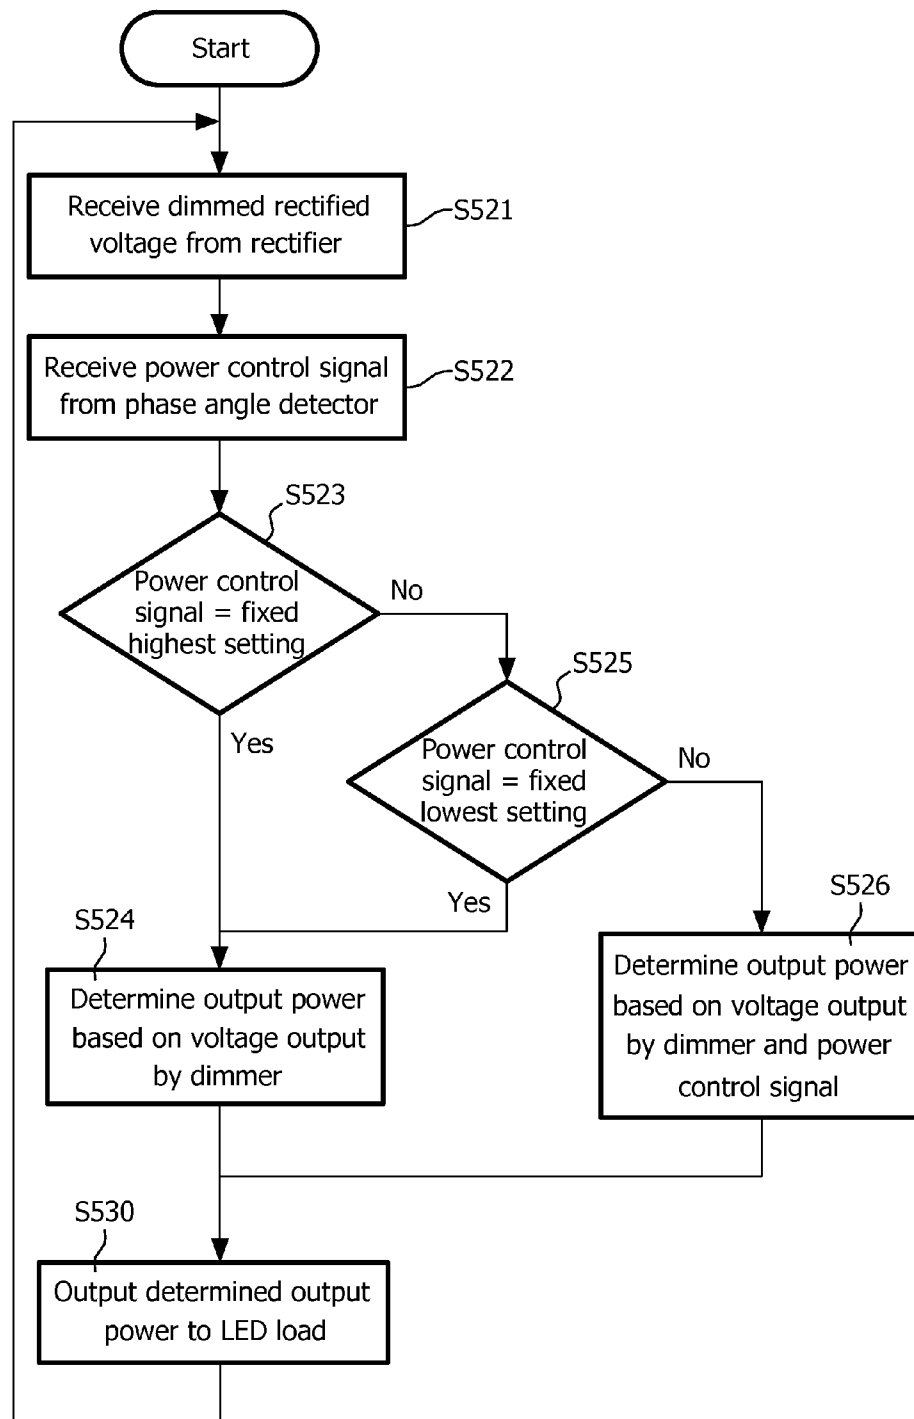 Start
Receive dimmed rectified
voltage from rectifier
S521
Receive power control signal
from phase angle detector
S522
S523
Power control
signal = fixed
highest setting
No
Yes
S525
Power control
signal = fixed
lowest setting
No
Yes
S524
Determine output power
based on voltage output
by dimmer
S526
Determine output power
based on voltage output
by dimmer and power
control signal
S530
Output determined output
power to LED load